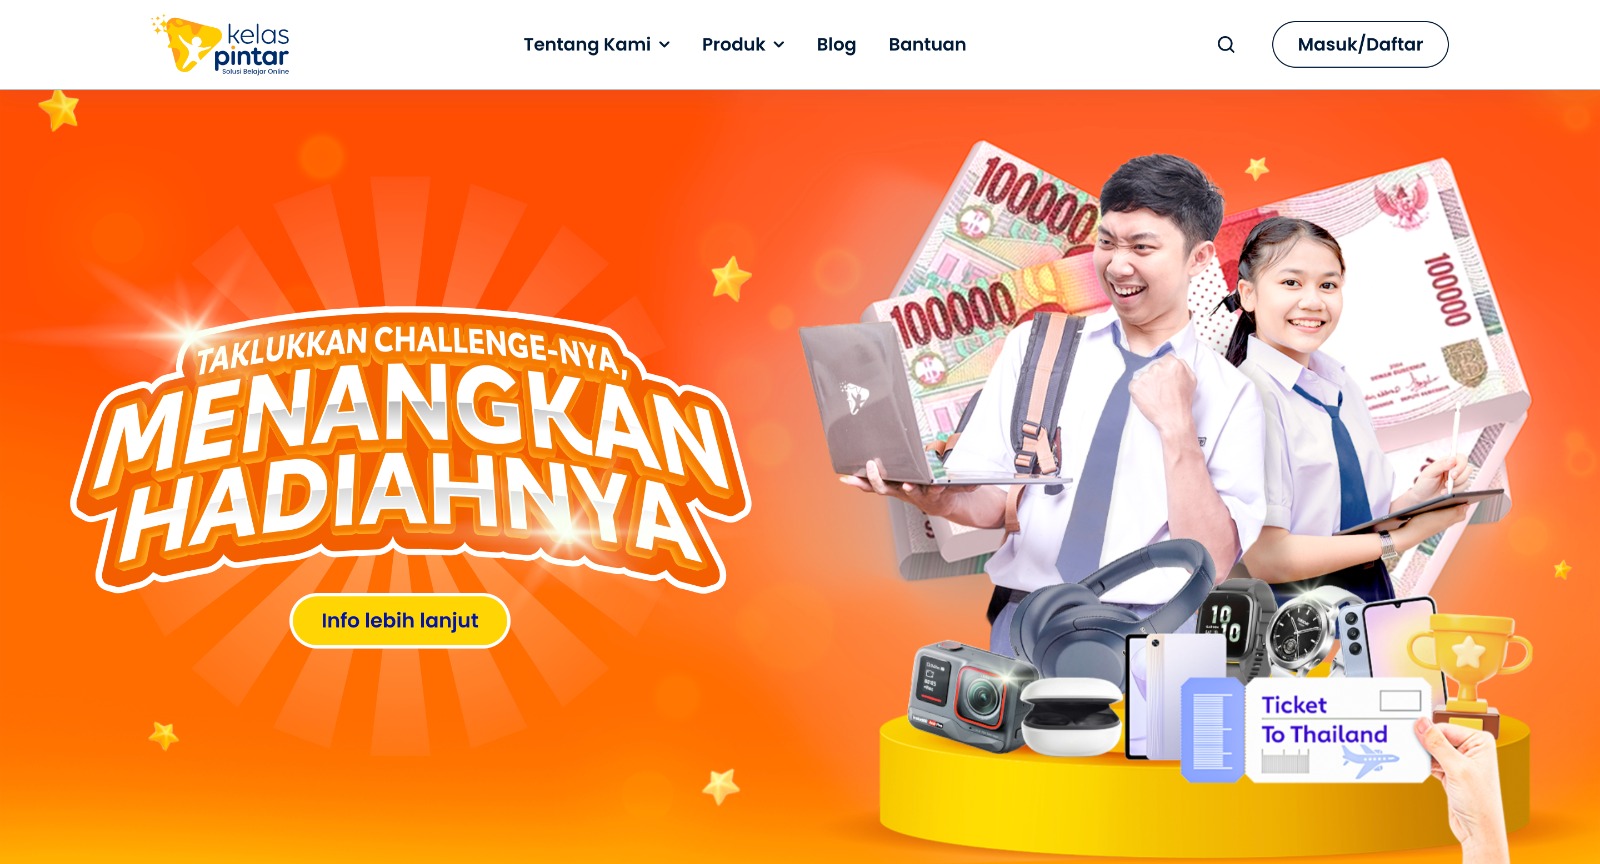 kelas
pintar
Solusi Belajar Online
Tentang Kami
Produk
Blog
Bantuan
Masuk/Daftar
TAKLUKKAN CHALLENGE-NYA,
MENANGKAN
HADIAHNYA
Info lebih lanjut
100000
100000
100000
10
10
Ticket
To Thailand